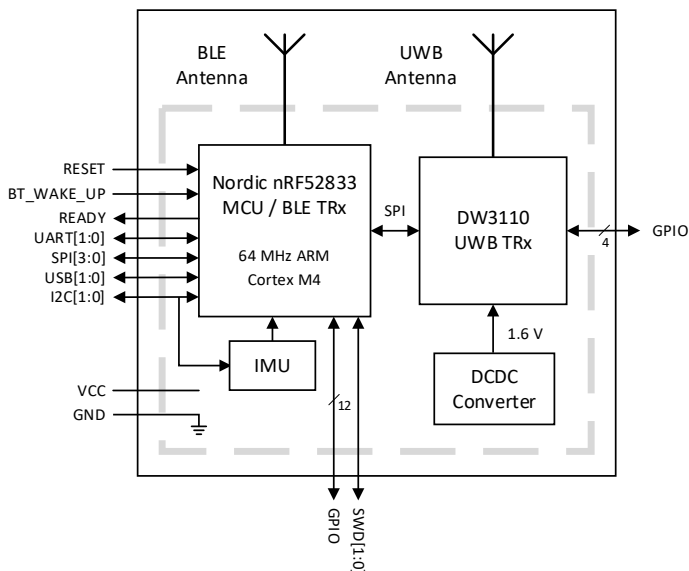 BLE
Antenna
UWB
Antenna
RESET
BT_WAKE_UP
READY
UART[1:0]
SPI[3:0]
USB[1:0]
I2C[1:0]
Nordic nRF52833
MCU / BLE TRx
64 MHz ARM
Cortex M4
SPI
DW3110
UWB TRx
4
GPIO
IMU
1.6 V
DCDC
Converter
VCC
GND
12
GPIO
SWD[1:0]